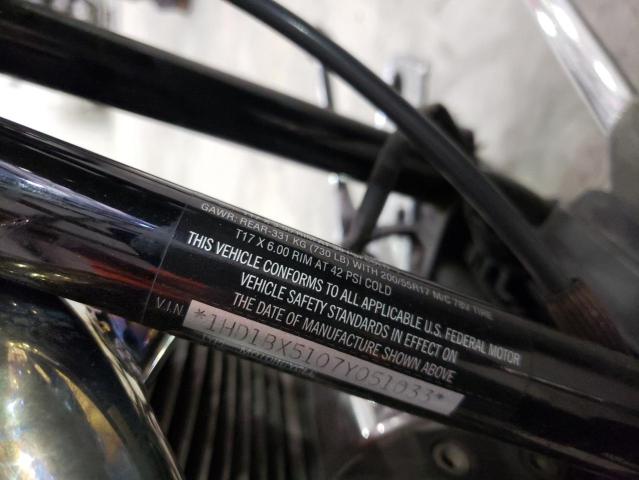 GAWR: REAR-331 KG (730 LB) WITH 200/55R17 M/C 78V TIRE
T17 X 6.00 RIM AT 42 PSI COLD
THIS VEHICLE CONFORMS TO ALL APPLICABLE U.S. FEDERAL MOTOR
VEHICLE SAFETY STANDARDS IN EFFECT ON
THE DATE OF MANUFACTURE SHOWN ABOVE
V.I.N. *1HD1BX5107Y051033*